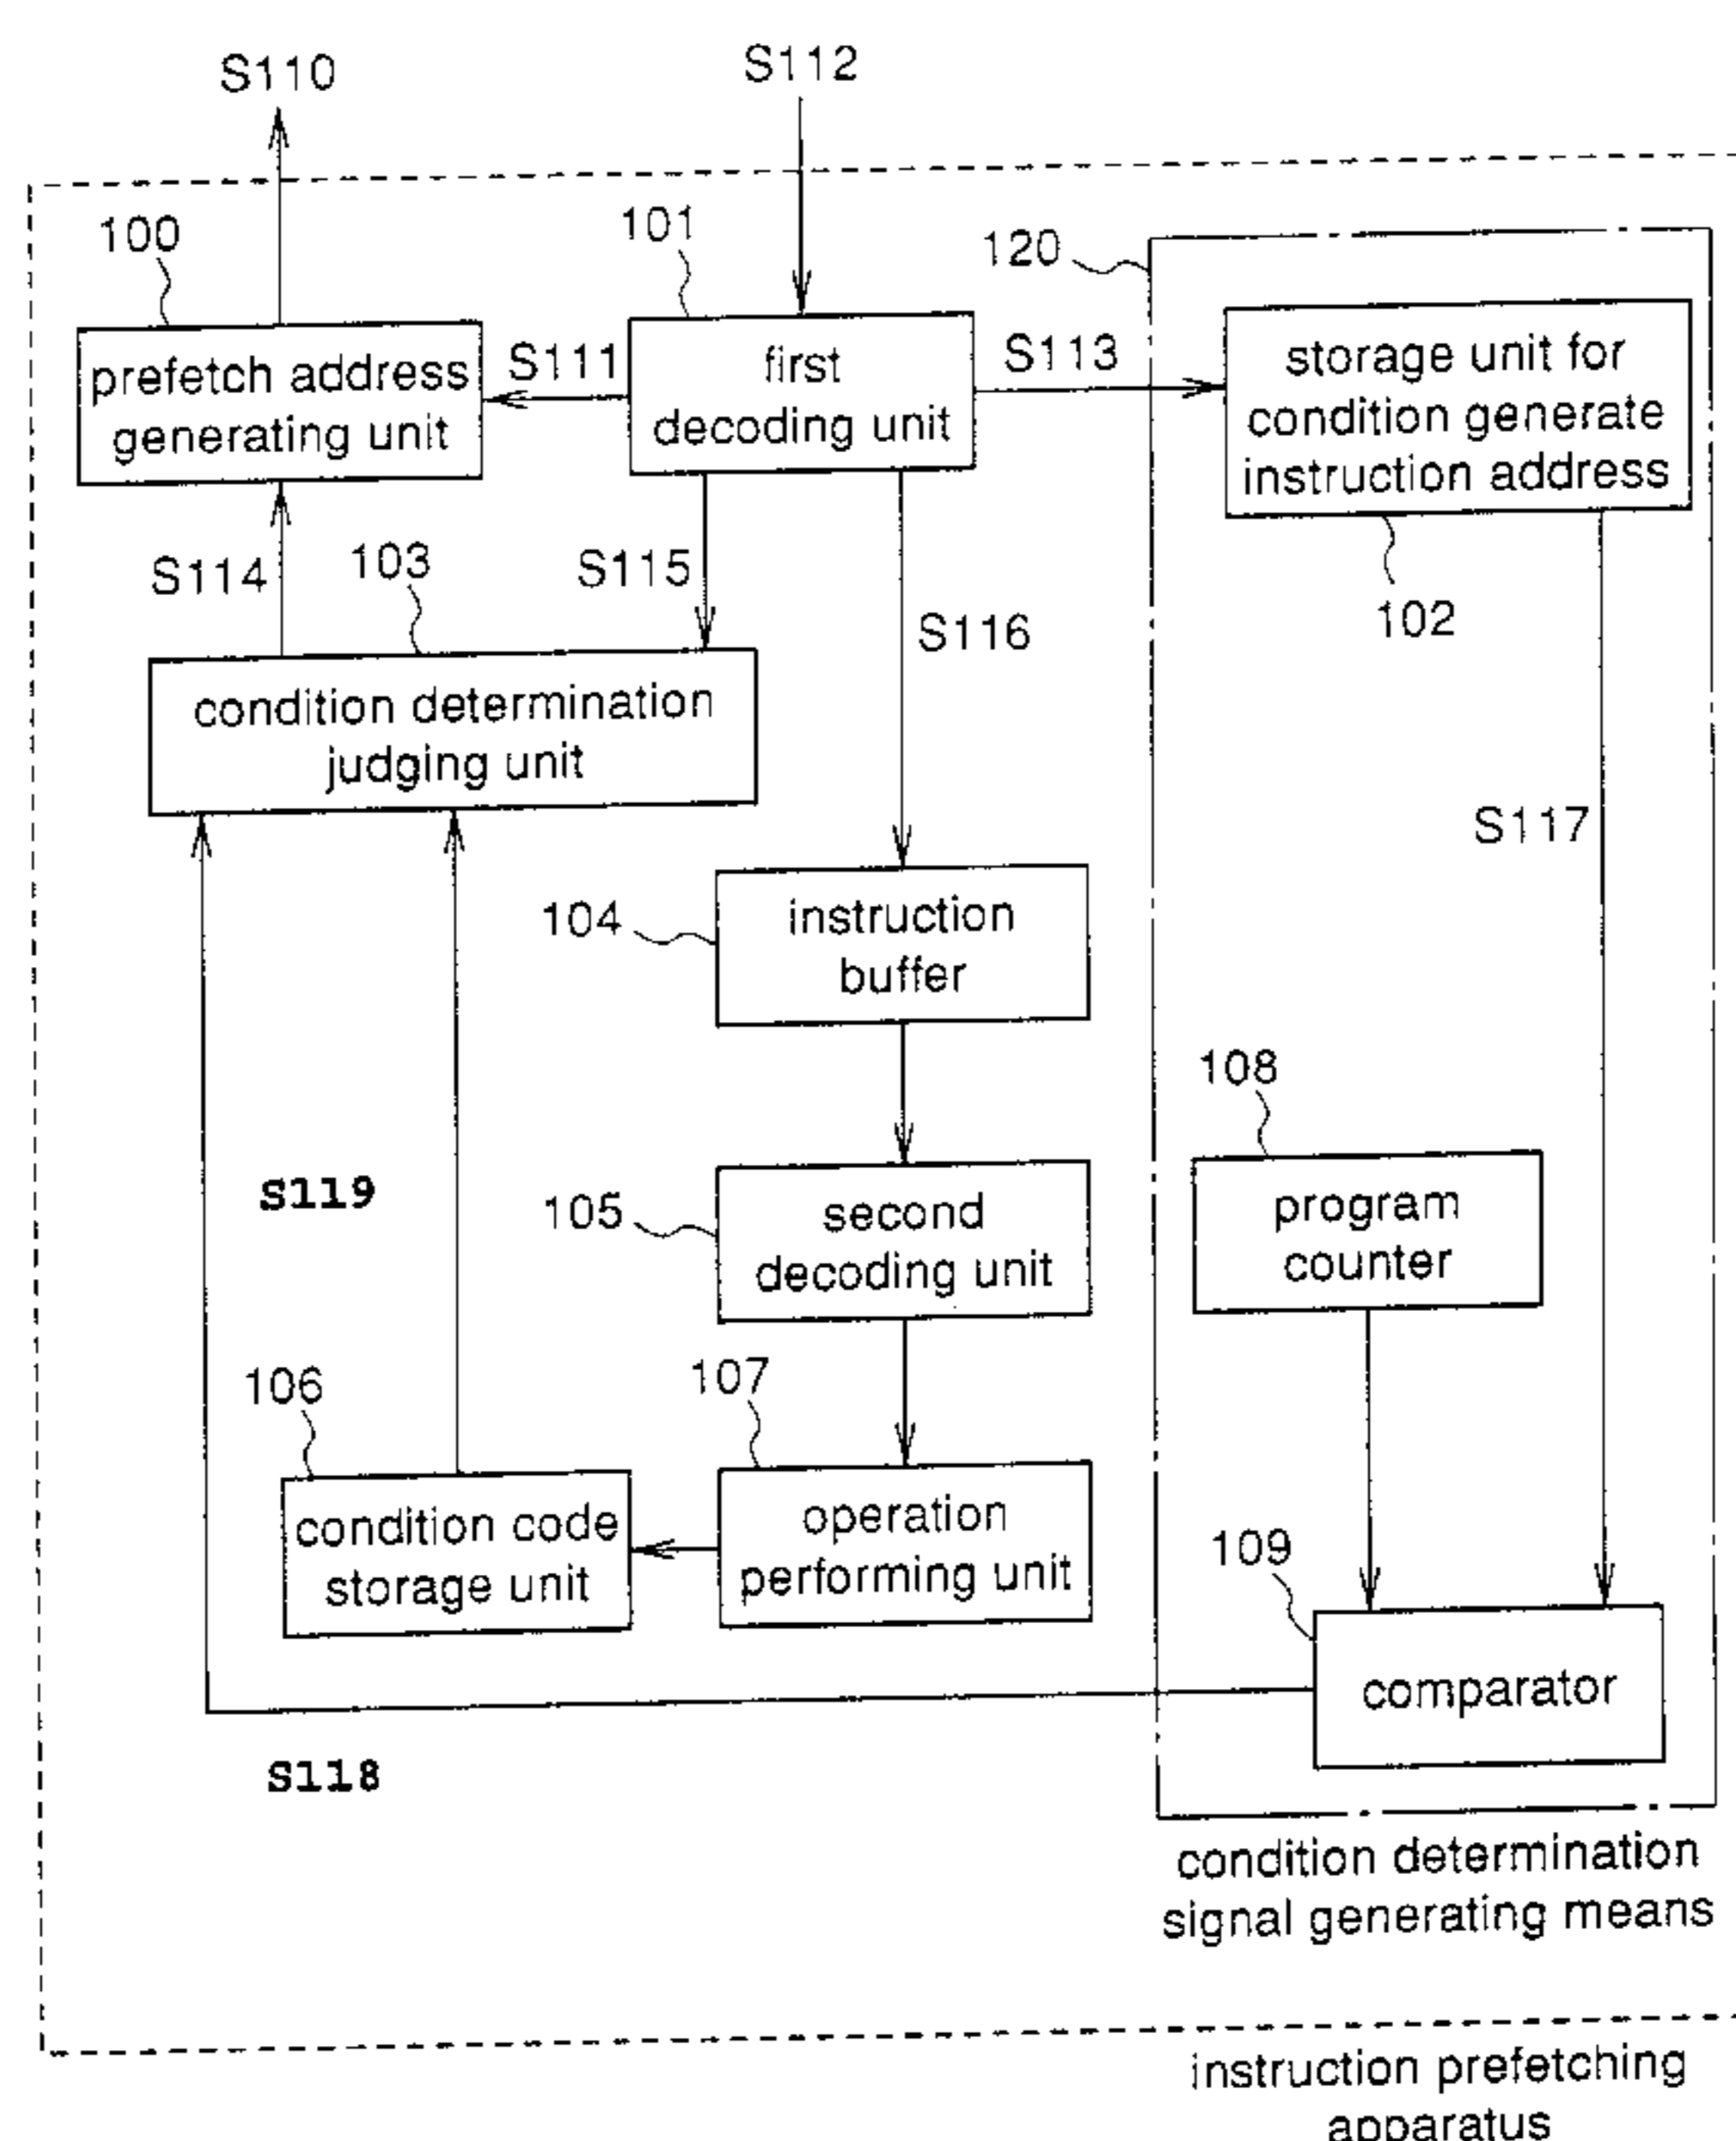 S110
S112
100
101
120
prefetch address
generating unit
S111
first
decoding unit
S113
storage unit for
condition generate
instruction address
S114
103
S115
S116
102
condition determination
judging unit
S117
104
instruction
buffer
108
S119
105
second
decoding unit
program
counter
106
107
condition code
storage unit
operation
performing unit
109
comparator
S118
condition determination
signal generating means
instruction prefetching
apparatus